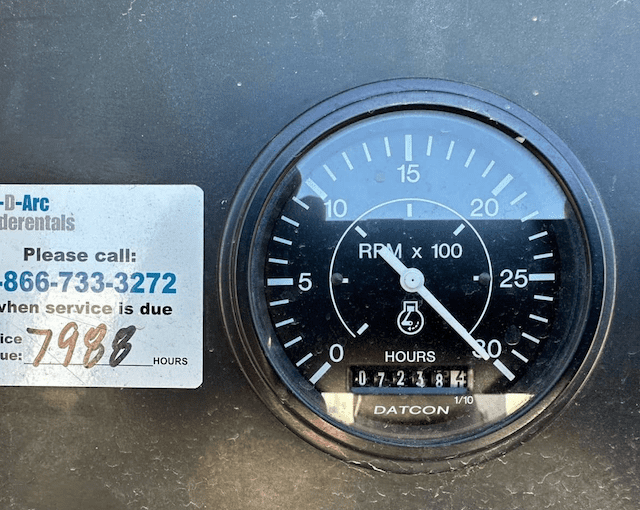 -D-Arc
derentals
Please call:
-866-733-3272
when service is due
ice
ue: 7988 HOURS
15
10 20
RPM x 100
5 25
0 30
HOURS
072384
1/10
DATCON